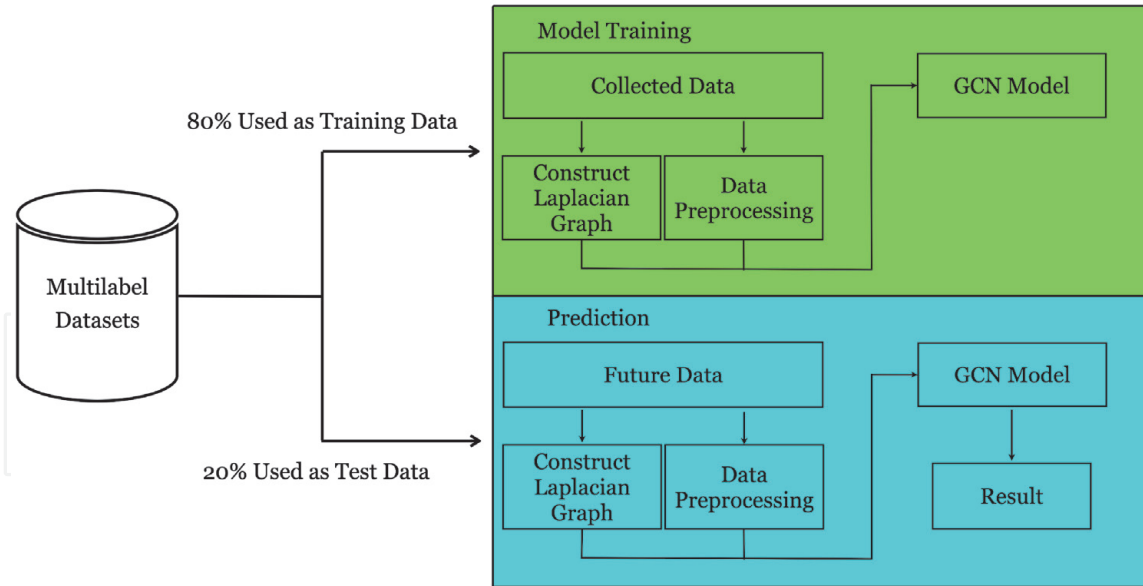 Model Training
Collected Data
GCN Model
80% Used as Training Data
Construct
Laplacian
Graph
Data
Preprocessing
Multilabel
Datasets
Prediction
Future Data
GCN Model
20% Used as Test Data
Construct
Laplacian
Graph
Data
Preprocessing
Result